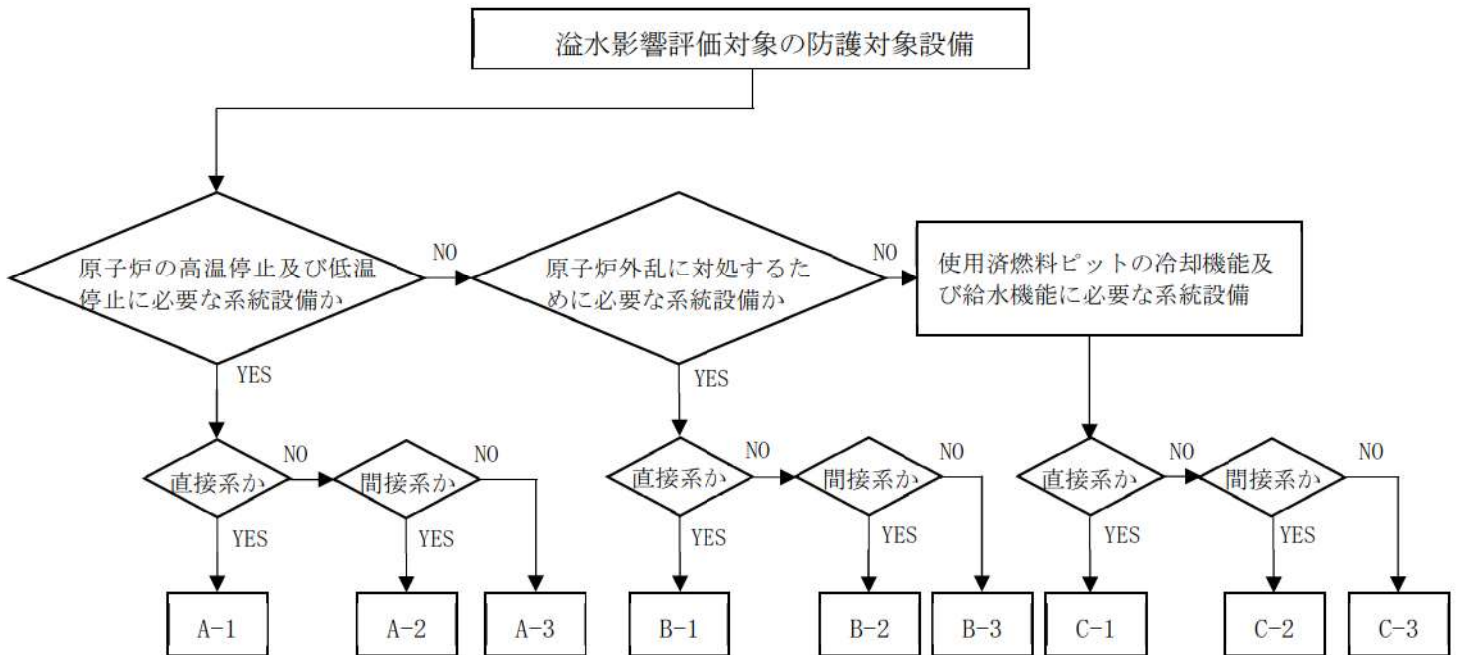 溢水影響評価対象の防護対象設備
原子炉の高温停止及び低温
停止に必要な系統設備か
NO
原子炉外乱に対処するた
めに必要な系統設備か
NO
使用済燃料ピットの冷却機能及
び給水機能に必要な系統設備
YES
YES
直接系か
NO
間接系か
NO
直接系か
NO
間接系か
NO
直接系か
NO
間接系か
NO
YES
YES
YES
YES
YES
YES
A-1
A-2
A-3
B-1
B-2
B-3
C-1
C-2
C-3